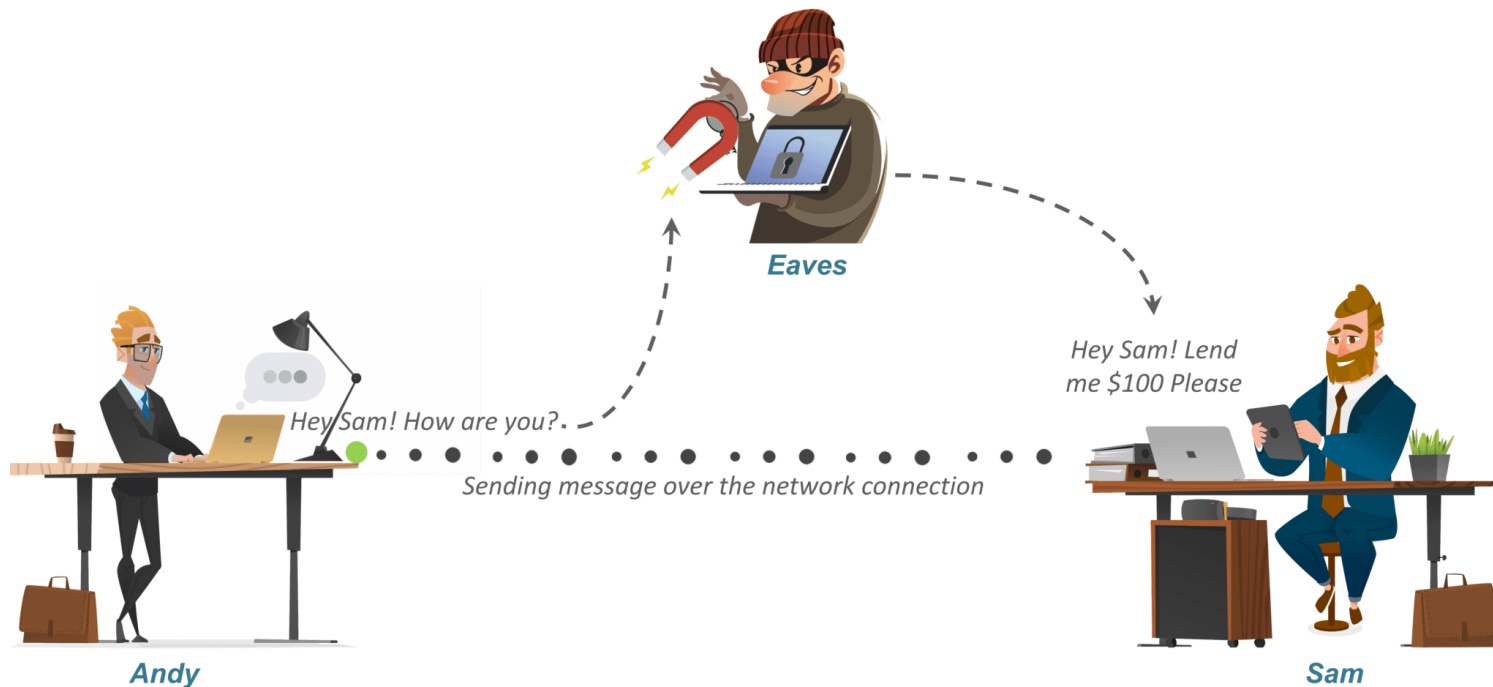 Eaves
Hey Sam! Lend
me $100 Please
Hey Sam! How are you?
Sending message over the network connection
Andy
Sam